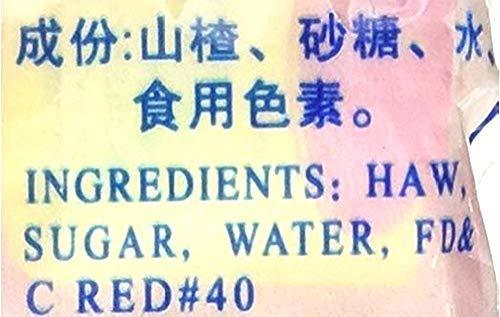 成份:山楂、砂糖、水、
食用色素。
INGREDIENTS: HAW,
SUGAR, WATER, FD&
C RED#40